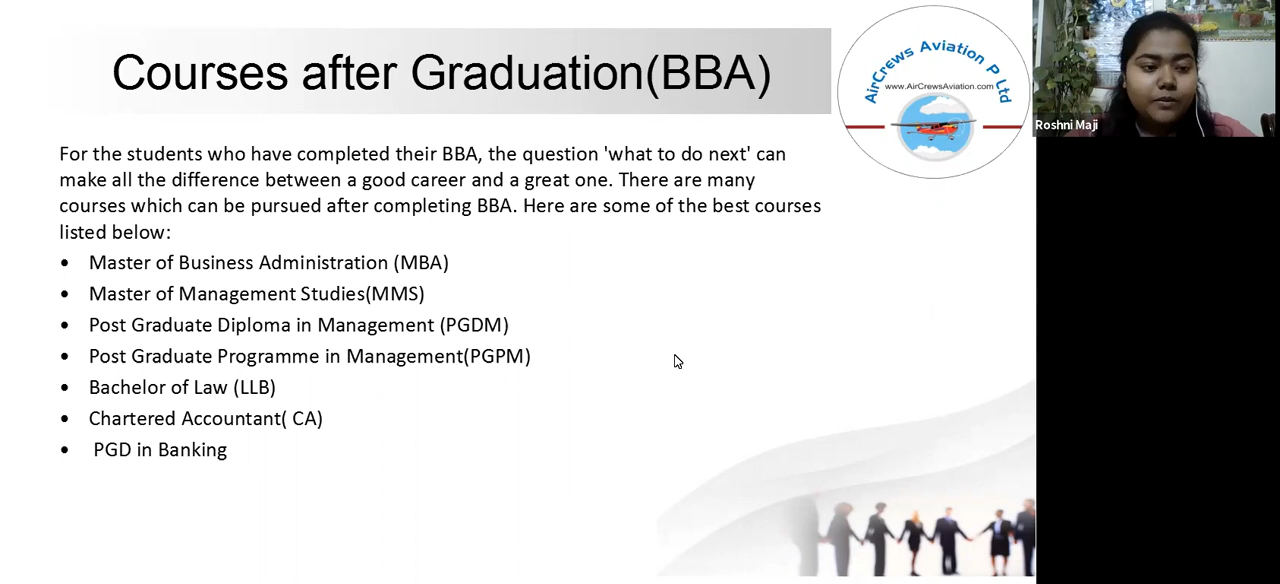 Courses after Graduation(BBA)
AirCrews Aviation P Ltd
www.AirCrewsAviation.com
Roshni Maji
For the students who have completed their BBA, the question 'what to do next' can
make all the difference between a good career and a great one. There are many
courses which can be pursued after completing BBA. Here are some of the best courses
listed below:
• Master of Business Administration (MBA)
• Master of Management Studies(MMS)
• Post Graduate Diploma in Management (PGDM)
• Post Graduate Programme in Management(PGPM)
• Bachelor of Law (LLB)
• Chartered Accountant( CA)
• PGD in Banking